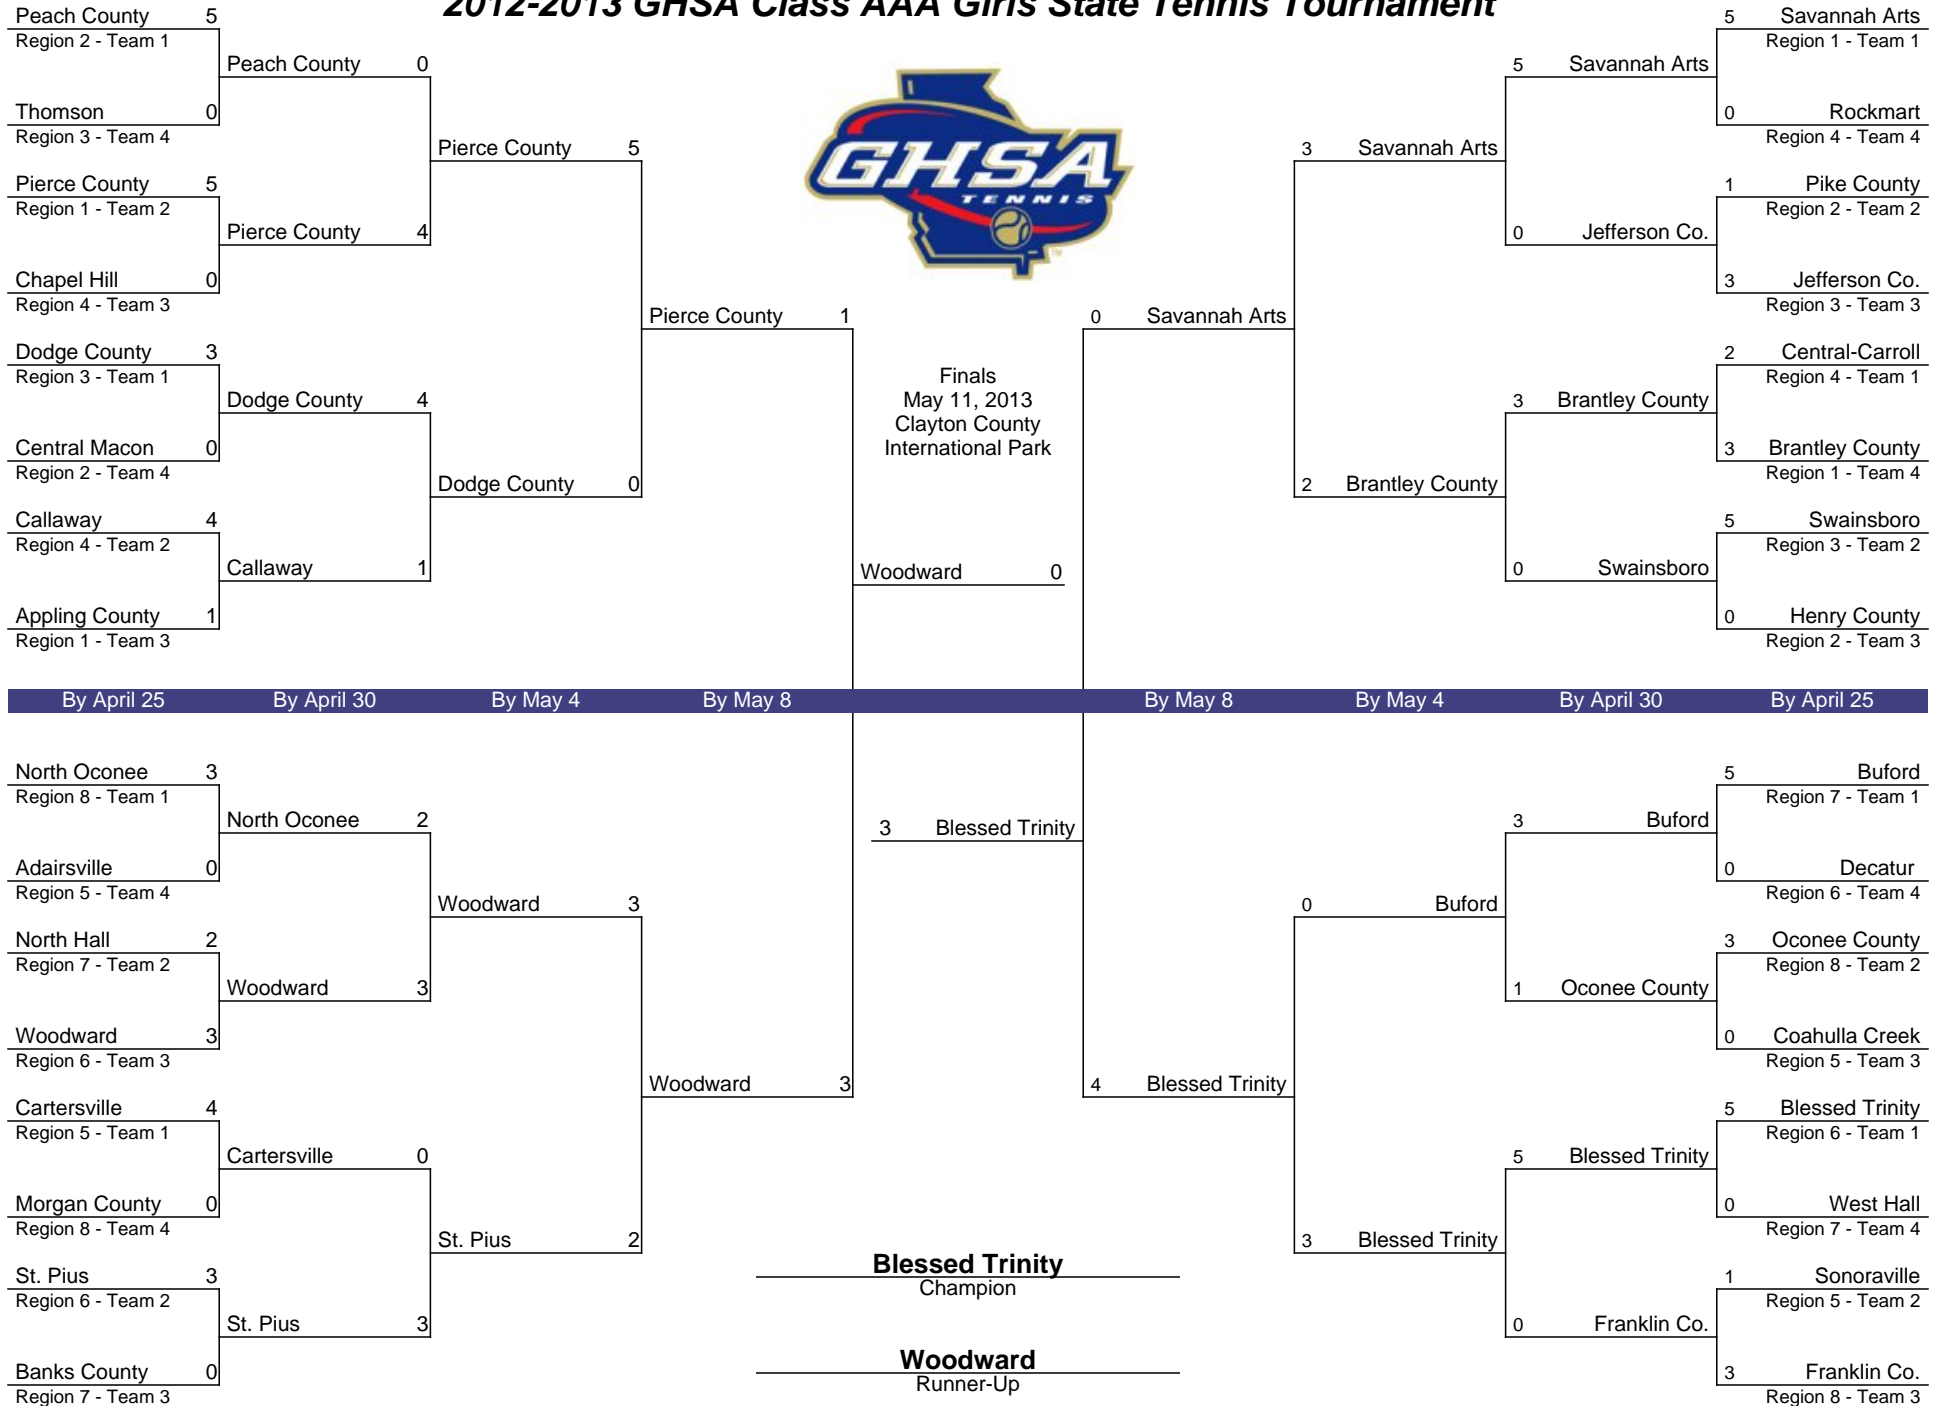 2012-2013 GHSA Class AAA Girls State Tennis Tournament
Peach County 5
Region 2 - Team 1
Thomson 0
Region 3 - Team 4
Pierce County 5
Region 1 - Team 2
Chapel Hill 0
Region 4 - Team 3
Dodge County 3
Region 3 - Team 1
Central Macon 0
Region 2 - Team 4
Callaway 4
Region 4 - Team 2
Appling County 1
Region 1 - Team 3
Peach County 0
Pierce County 4
Dodge County 4
Callaway 1
Pierce County 5
Dodge County 0
Pierce County 1
GHSA
TENNIS
TM
Finals
May 11, 2013
Clayton County
International Park
Woodward 0
0 Savannah Arts
3 Savannah Arts
2 Brantley County
5 Savannah Arts
0 Jefferson Co.
3 Brantley County
0 Swainsboro
5 Savannah Arts
Region 1 - Team 1
0 Rockmart
Region 4 - Team 4
1 Pike County
Region 2 - Team 2
3 Jefferson Co.
Region 3 - Team 3
2 Central-Carroll
Region 4 - Team 1
3 Brantley County
Region 1 - Team 4
5 Swainsboro
Region 3 - Team 2
0 Henry County
Region 2 - Team 3
By April 25 By April 30 By May 4 By May 8 By May 8 By May 4 By April 30 By April 25
North Oconee 3
Region 8 - Team 1
Adairsville 0
Region 5 - Team 4
North Hall 2
Region 7 - Team 2
Woodward 3
Region 6 - Team 3
Cartersville 4
Region 5 - Team 1
Morgan County 0
Region 8 - Team 4
St. Pius 3
Region 6 - Team 2
Banks County 0
Region 7 - Team 3
North Oconee 2
Woodward 3
Cartersville 0
St. Pius 3
Woodward 3
St. Pius 2
Woodward 3
3 Blessed Trinity
4 Blessed Trinity
0 Buford
3 Blessed Trinity
3 Buford
1 Oconee County
5 Blessed Trinity
0 Franklin Co.
5 Buford
Region 7 - Team 1
0 Decatur
Region 6 - Team 4
3 Oconee County
Region 8 - Team 2
0 Coahulla Creek
Region 5 - Team 3
5 Blessed Trinity
Region 6 - Team 1
0 West Hall
Region 7 - Team 4
1 Sonoraville
Region 5 - Team 2
3 Franklin Co.
Region 8 - Team 3
Blessed Trinity
Champion
Woodward
Runner-Up